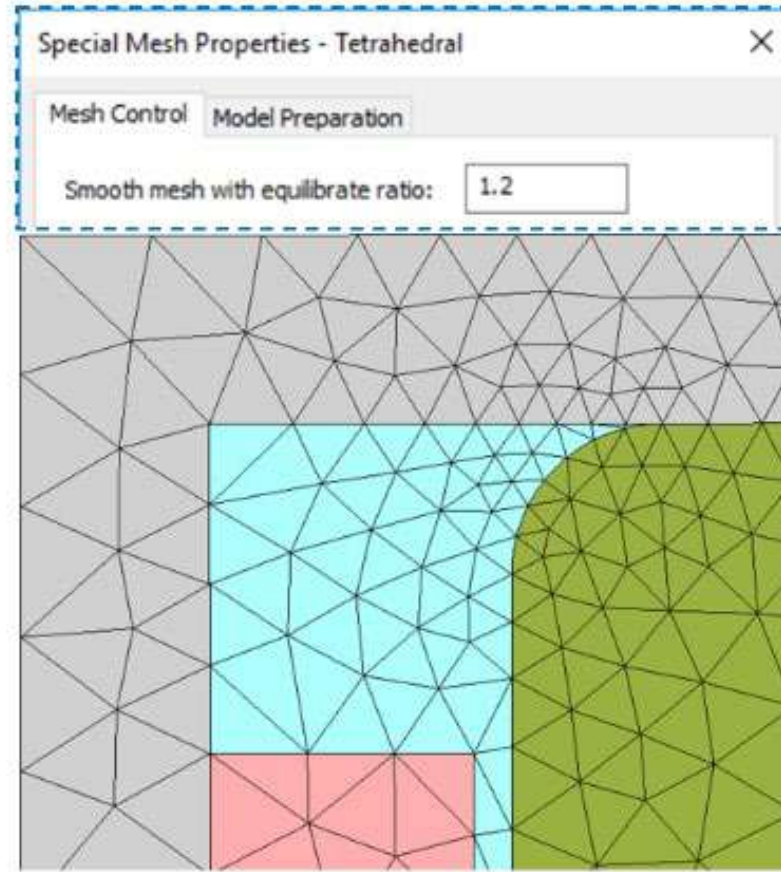 Special Mesh Properties - Tetrahedral
Mesh Control Model Preparation
Smooth mesh with equilibrate ratio: 1.2